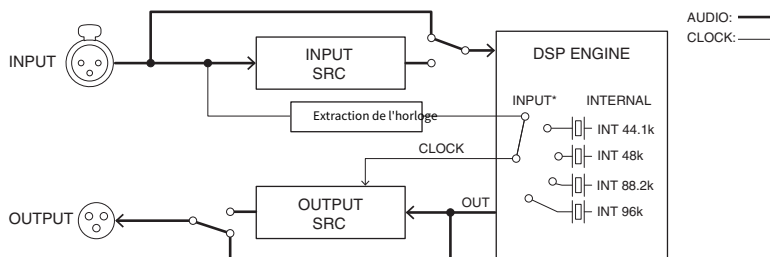 AUDIO:
CLOCK:
INPUT
INPUT
SRC
DSP ENGINE
Extraction de l'horloge
INPUT*
INTERNAL
INT 44.1k
INT 48k
INT 88.2k
INT 96k
CLOCK
OUTPUT
OUTPUT
SRC
OUT